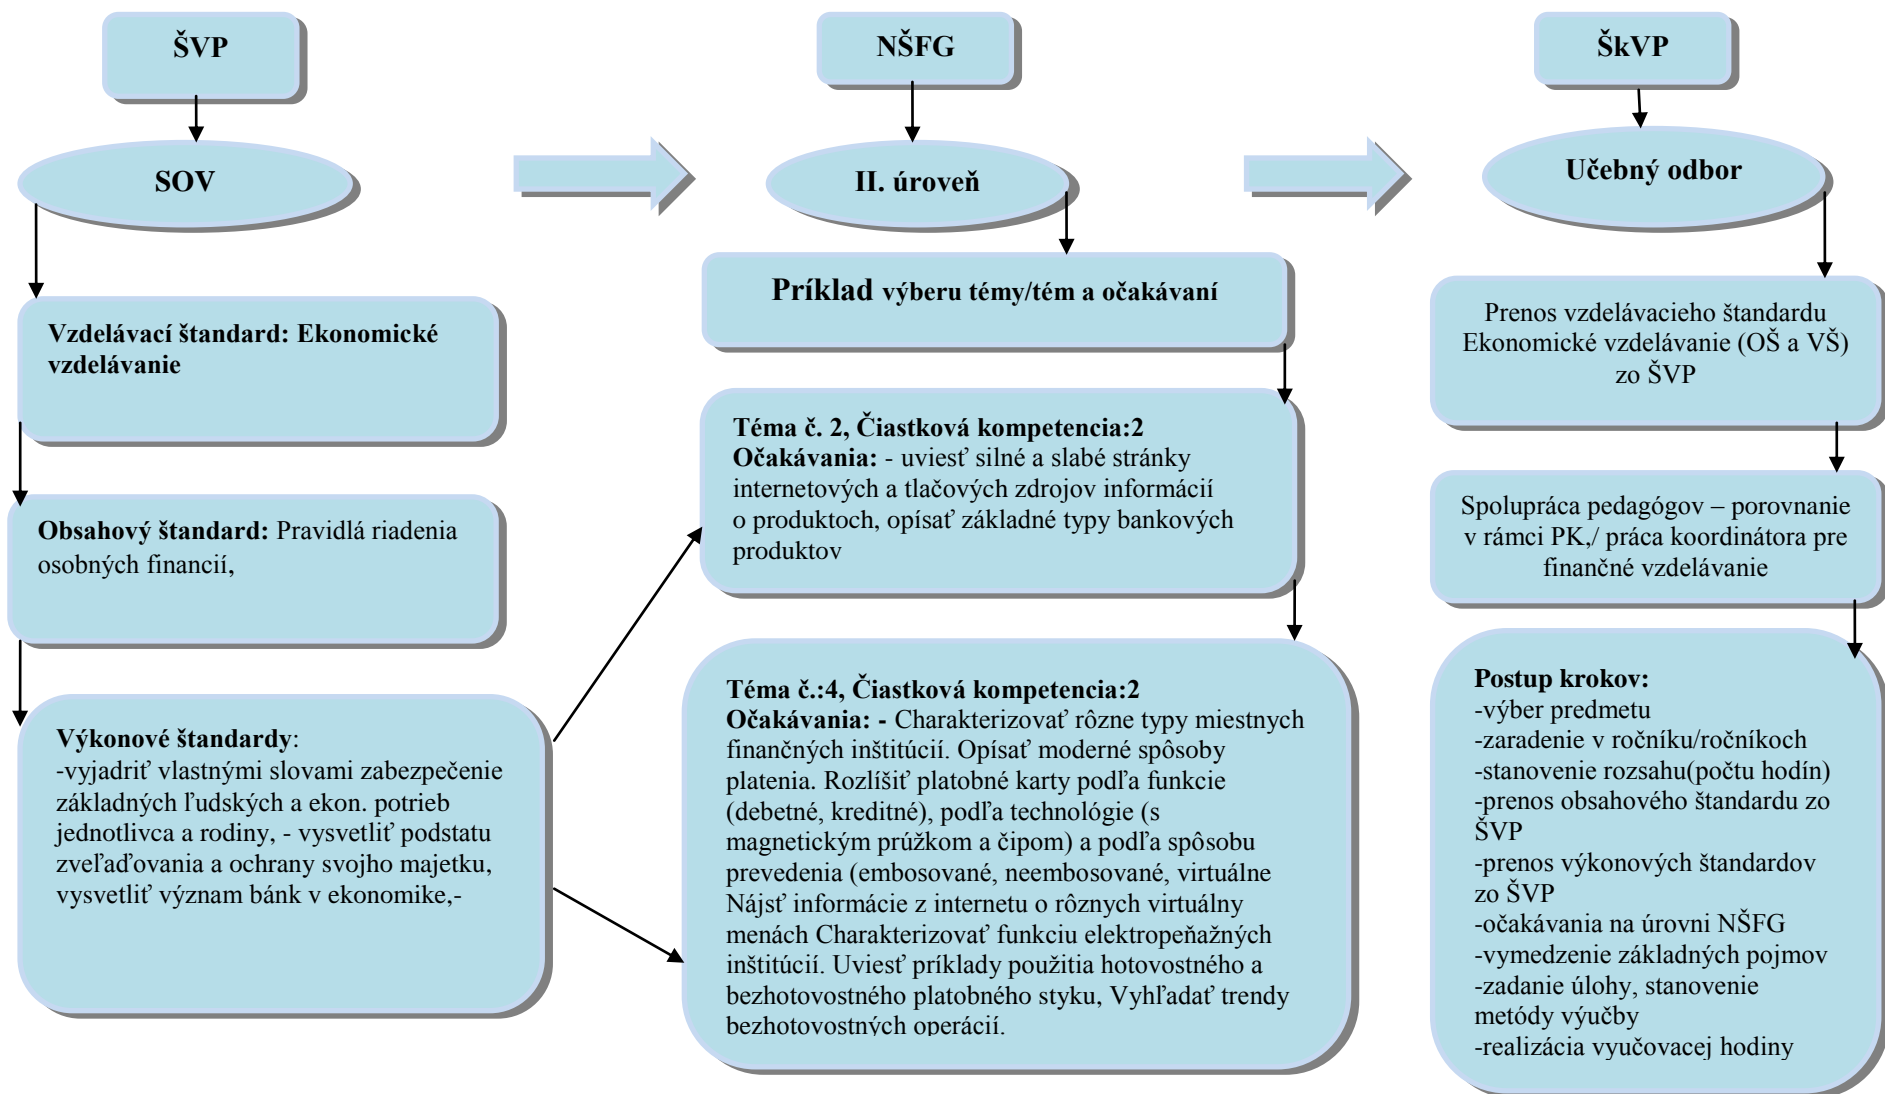 ŠVP
SOV
Vzdelávací štandard: Ekonomické
vzdelávanie
Obsahový štandard: Pravidlá riadenia
osobných financií,
Výkonové štandardy:
-vyjadriť vlastnými slovami zabezpečenie
základných ľudských a ekon. potrieb
jednotlivca a rodiny, - vysvetliť podstatu
zveľaďovania a ochrany svojho majetku,
vysvetliť význam bánk v ekonomike,-
NŠFG
II. úroveň
Príklad výberu témy/tém a očakávaní
Téma č. 2, Čiastková kompetencia:2
Očakávania: - uviesť silné a slabé stránky
internetových a tlačových zdrojov informácií
o produktoch, opísať základné typy bankových
produktov
Téma č.:4, Čiastková kompetencia:2
Očakávania: - Charakterizovať rôzne typy miestnych
finančných inštitúcií. Opísať moderné spôsoby
platenia. Rozlíšiť platobné karty podľa funkcie
(debetné, kreditné), podľa technológie (s
magnetickým prúžkom a čipom) a podľa spôsobu
prevedenia (embosované, neembosované, virtuálne
Nájsť informácie z internetu o rôznych virtuálny
menách Charakterizovať funkciu elektropeňažných
inštitúcií. Uviesť príklady použitia hotovostného a
bezhotovostného platobného styku, Vyhľadať trendy
bezhotovostných operácií.
ŠkVP
Učebný odbor
Prenos vzdelávacieho štandardu
Ekonomické vzdelávanie (OŠ a VŠ)
zo ŠVP
Spolupráca pedagógov – porovnanie
v rámci PK,/ práca koordinátora pre
finančné vzdelávanie
Postup krokov:
-výber predmetu
-zaradenie v ročníku/ročníkoch
-stanovenie rozsahu(počtu hodín)
-prenos obsahového štandardu zo
ŠVP
-prenos výkonových štandardov
zo ŠVP
-očakávania na úrovni NŠFG
-vymedzenie základných pojmov
-zadanie úlohy, stanovenie
metódy výučby
-realizácia vyučovacej hodiny